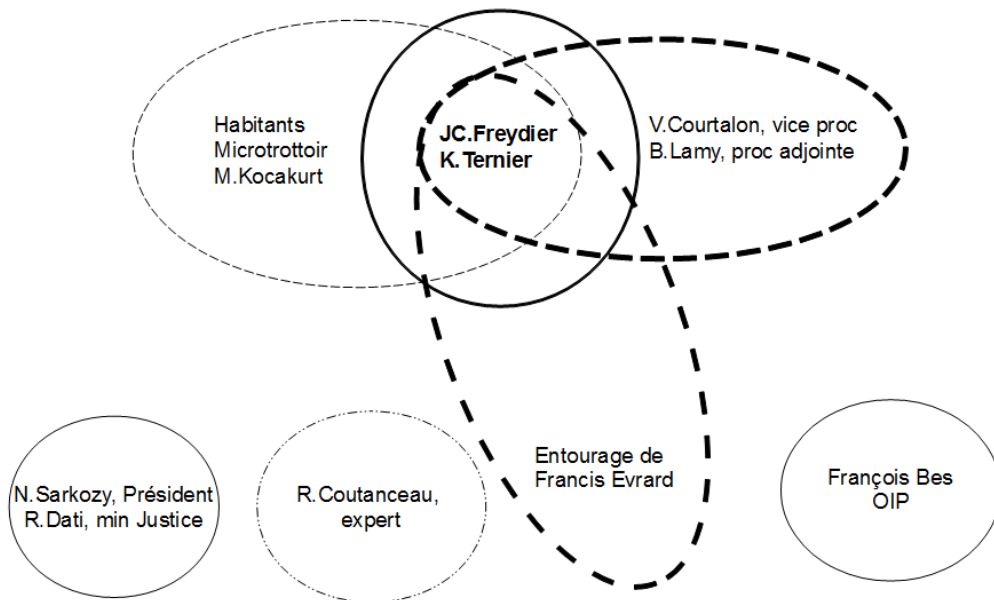 Habitants
Microtrottoir
M.Kocakurt
JC.Freydier
K.Ternier
V.Courtalon, vice proc
B.Lamy, proc adjointe
Entourage de
Francis Evrard
N.Sarkozy, Président
R.Dati, min Justice
R.Coutanceau,
expert
François Bes
OIP